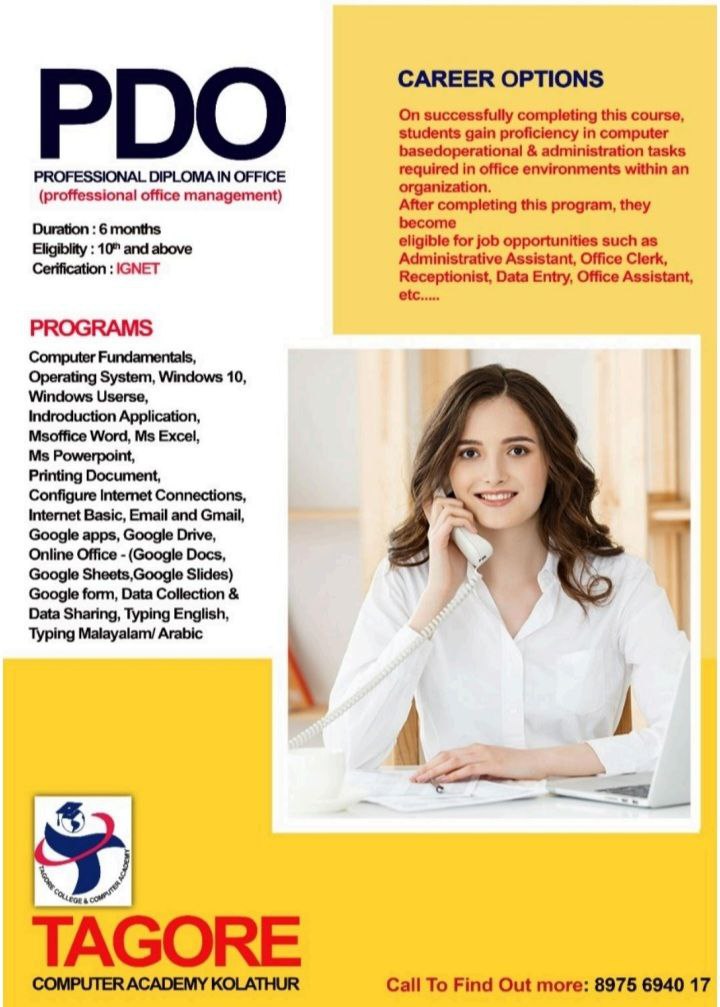 PDO
PROFESSIONAL DIPLOMA IN OFFICE
(proffessional office management)
Duration : 6 months
Eligiblity : 10th and above
Cerification : IGNET
PROGRAMS
Computer Fundamentals,
Operating System, Windows 10,
Windows Userse,
Indroduction Application,
Msoffice Word, Ms Excel,
Ms Powerpoint,
Printing Document,
Configure Internet Connections,
Internet Basic, Email and Gmail,
Google apps, Google Drive,
Online Office - (Google Docs,
Google Sheets,Google Slides)
Google form, Data Collection &
Data Sharing, Typing English,
Typing Malayalam/ Arabic
CAREER OPTIONS
On successfully completing this course,
students gain proficiency in computer
basedoperational & administration tasks
required in office environments within an
organization.
After completing this program, they
become
eligible for job opportunities such as
Administrative Assistant, Office Clerk,
Receptionist, Data Entry, Office Assistant,
etc.....
TAGORE COLLEGE & COMPUTER ACADEMY
TAGORE
COMPUTER ACADEMY KOLATHUR
Call To Find Out more: 8975 6940 17